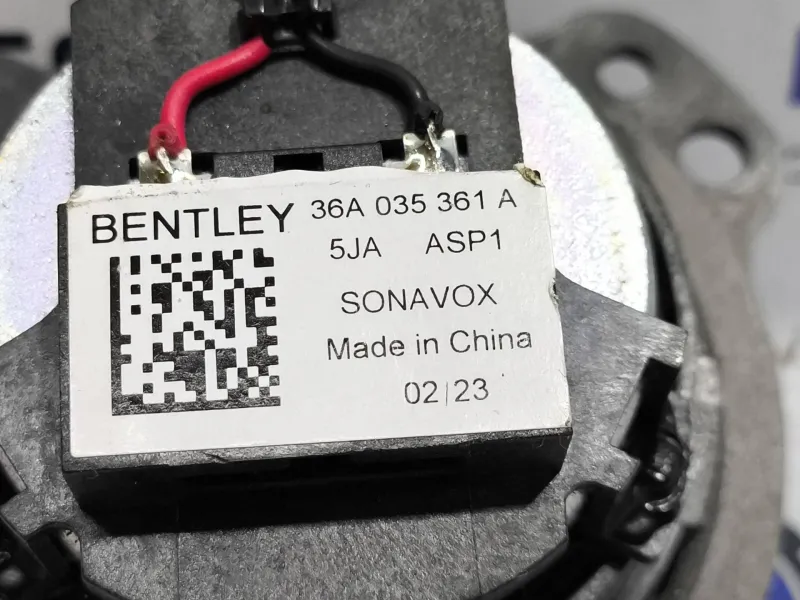 BENTLEY 36A 035 361 A
5JA ASP1
SONAVOX
Made in China
02/23